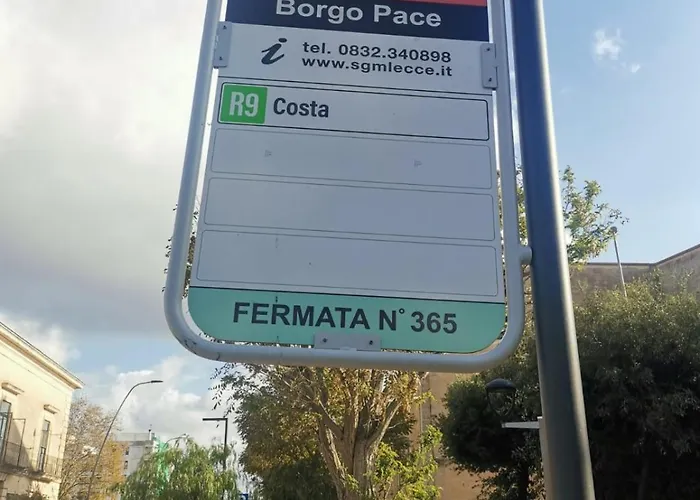 Borgo Pace
i tel. 0832.340898
www.sgmlecce.it
R9 Costa
FERMATA N° 365